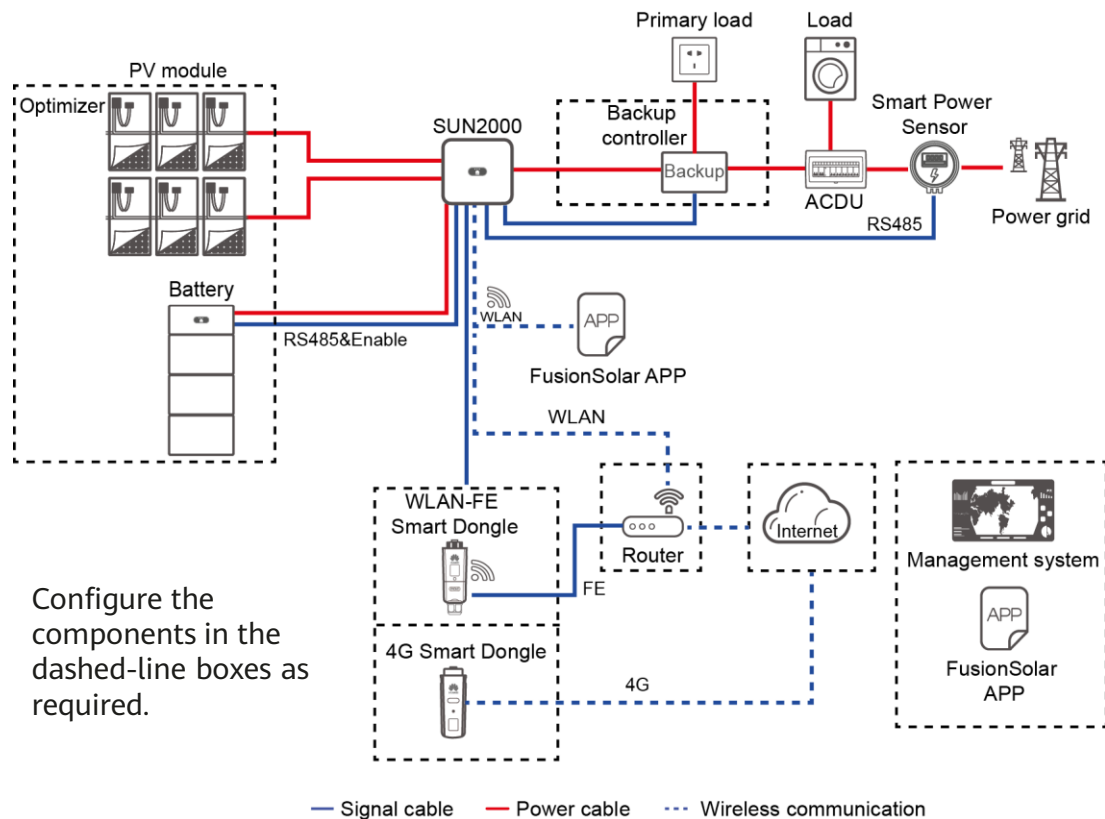 Primary load
Load
PV module
Optimizer
SUN2000
Backup
controller
Smart Power
Sensor
Backup
ACDU
Power grid
RS485
Battery
RS485&Enable
WLAN
APP
FusionSolar APP
WLAN
WLAN-FE
Smart Dongle
Router
Internet
FE
Management system
APP
FusionSolar
APP
4G Smart Dongle
4G
Configure the
components in the
dashed-line boxes as
required.
Signal cable
Power cable
Wireless communication